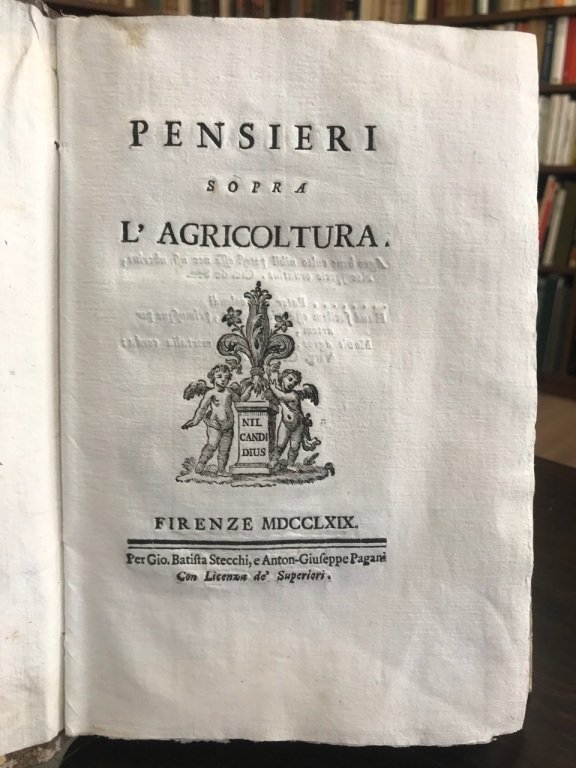 PENSIERI
SOPRA
L' AGRICOLTURA.
NIL
CANDI
DIUS
FIRENZE MDCCLXIX.
Per Gio. Batiſta Stecchi, e Anton-Giuſeppe Pagani
Con Licenza de' Superiori.